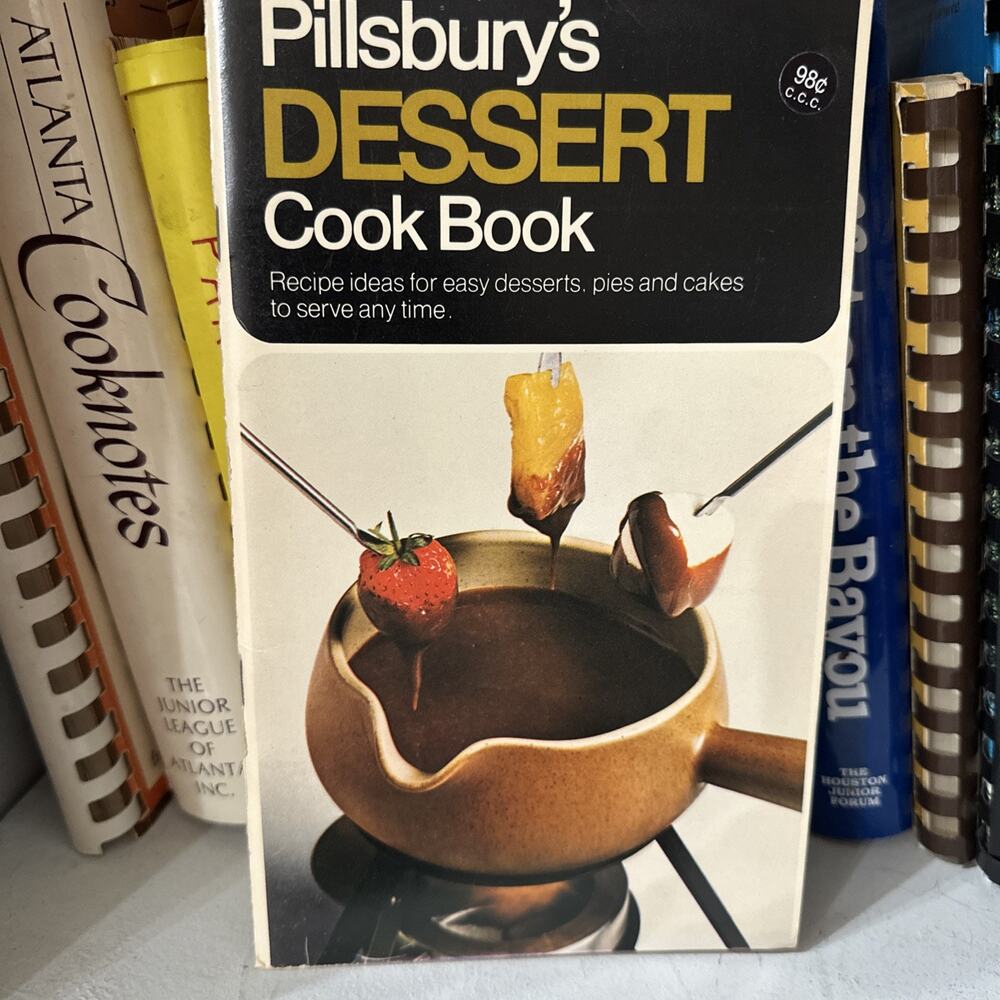 Pillsbury's
DESSERT
Cook Book
Recipe ideas for easy desserts, pies and cakes
to serve any time.
98¢
c.c.c.
ATLANTA
Cooknotes
THE
JUNIOR
LEAGUE
OF
ATLANTA
INC.
the Bayou
THE
HOUSTON
JUNIOR
FORUM